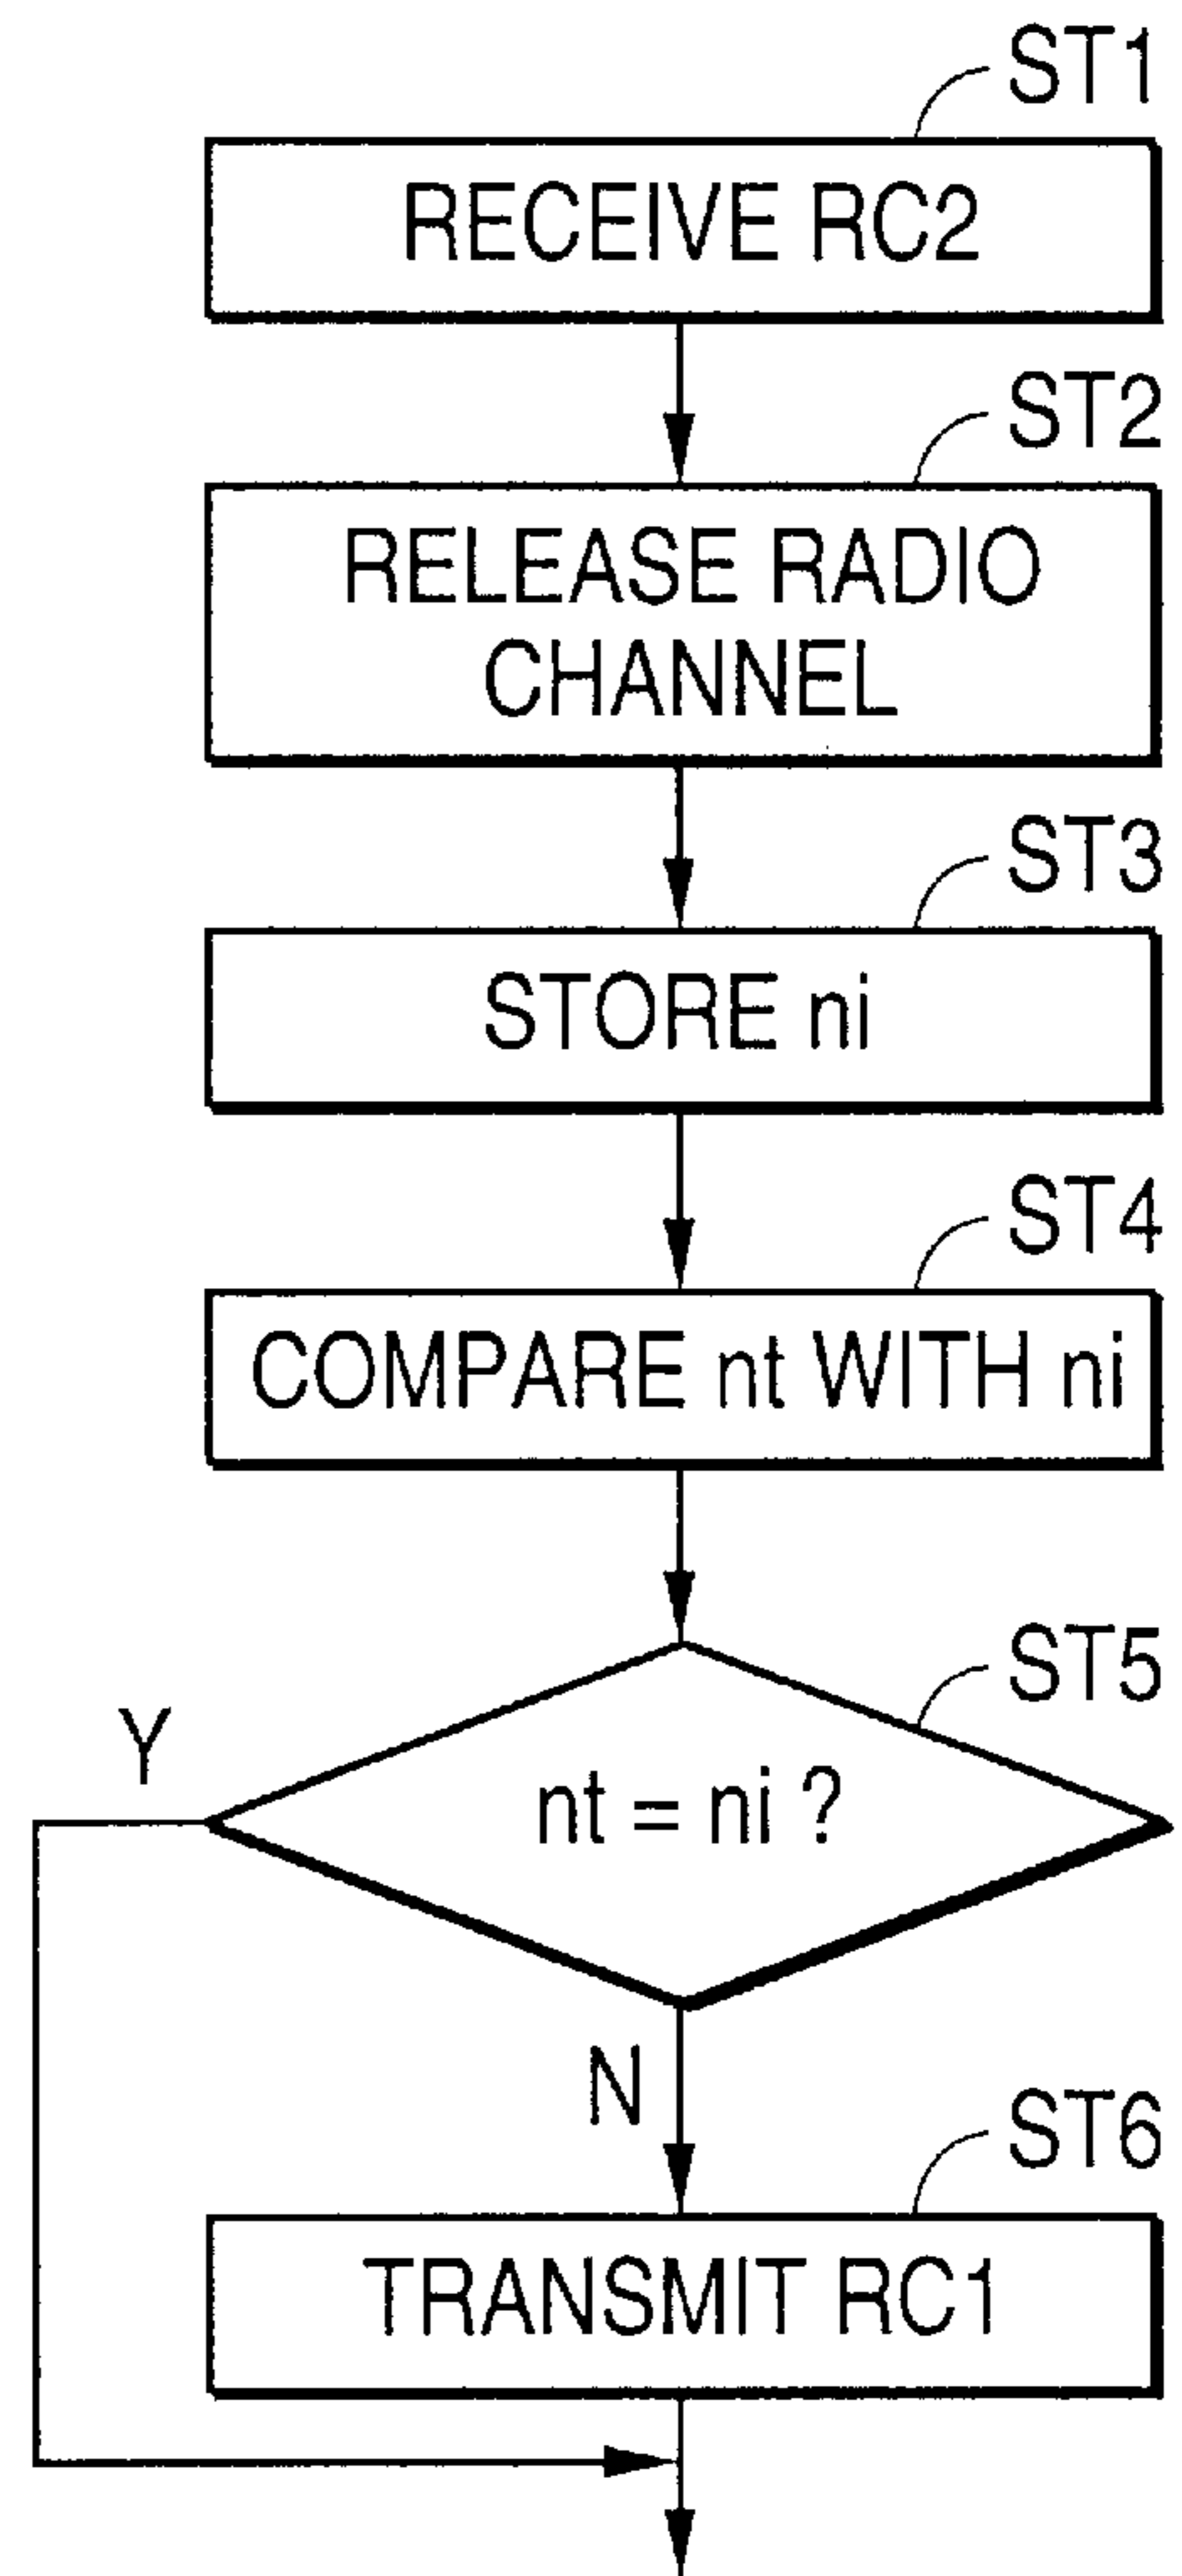 ST1
RECEIVE RC2
ST2
RELEASE RADIO
CHANNEL
ST3
STORE ni
ST4
COMPARE nt WITH ni
ST5
Y
nt = ni ?
N
ST6
TRANSMIT RC1